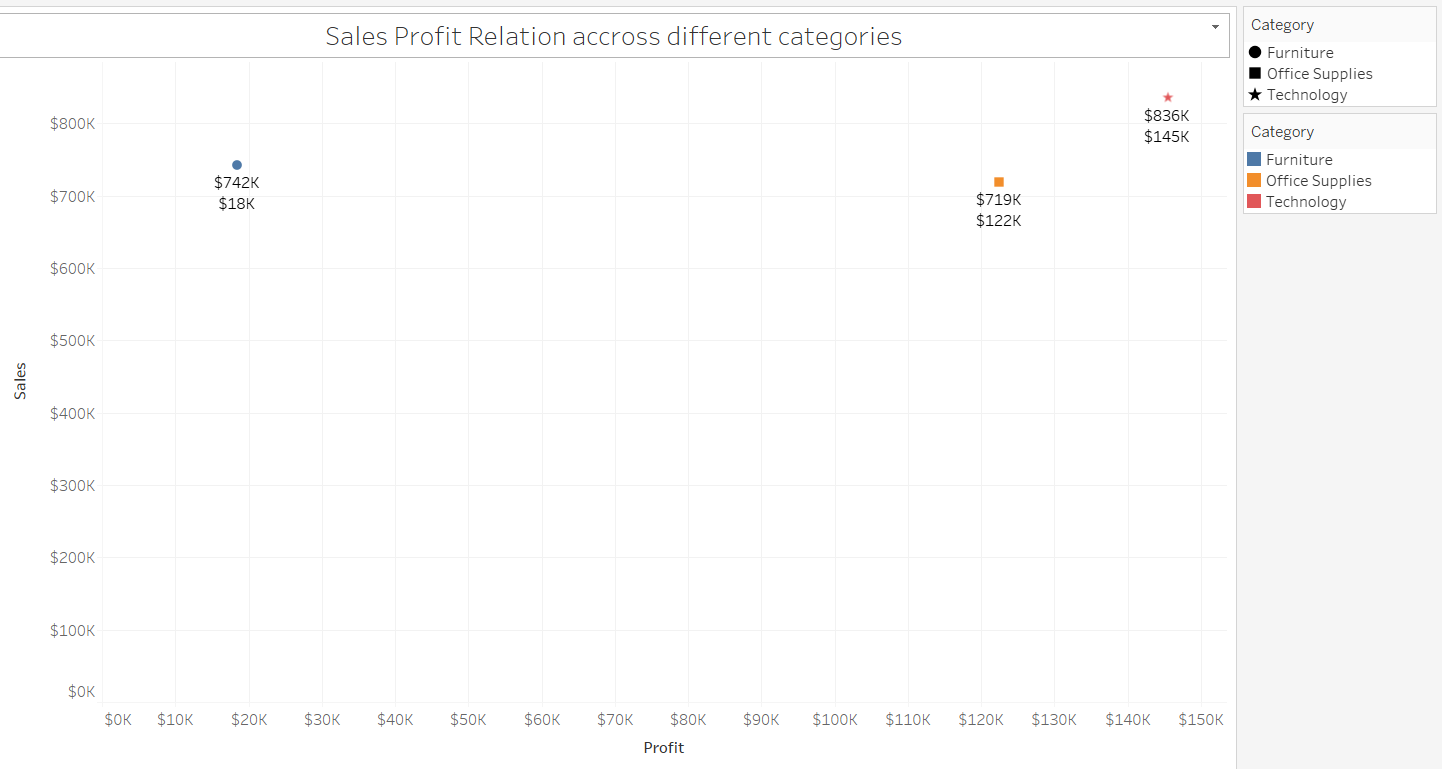 Sales Profit Relation accross different categories
$800K
$700K
$600K
$500K
$400K
$300K
$200K
$100K
$0K
Sales
$742K
$18K
$719K
$122K
$836K
$145K
$0K $10K $20K $30K $40K $50K $60K $70K $80K $90K $100K $110K $120K $130K $140K $150K
Profit
Category
Furniture
Office Supplies
Technology
Category
Furniture
Office Supplies
Technology